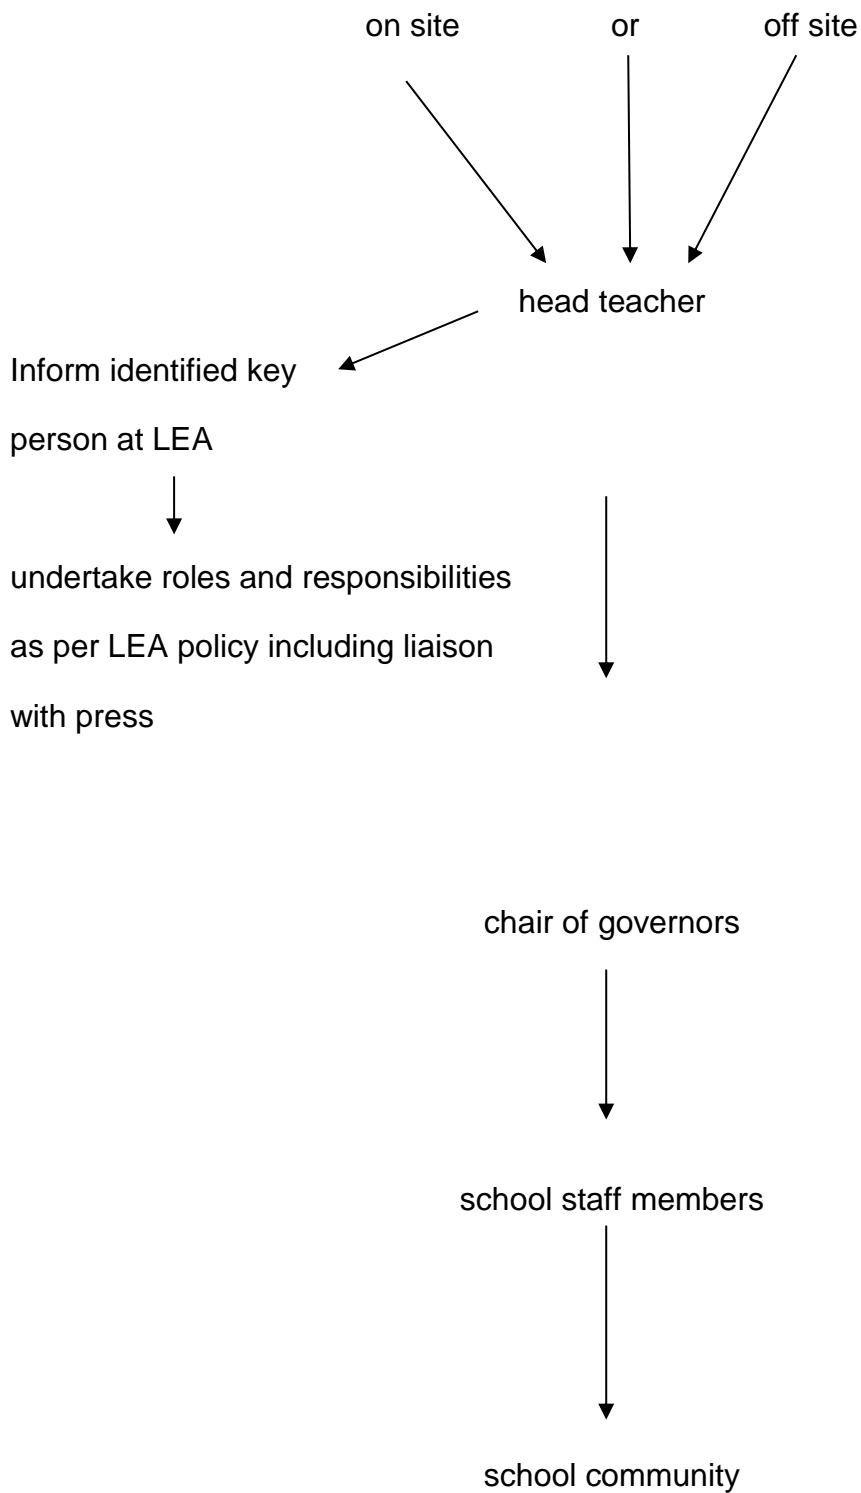 on site or off site
head teacher
Inform identified key
person at LEA
undertake roles and responsibilities
as per LEA policy including liaison
with press
chair of governors
school staff members
school community